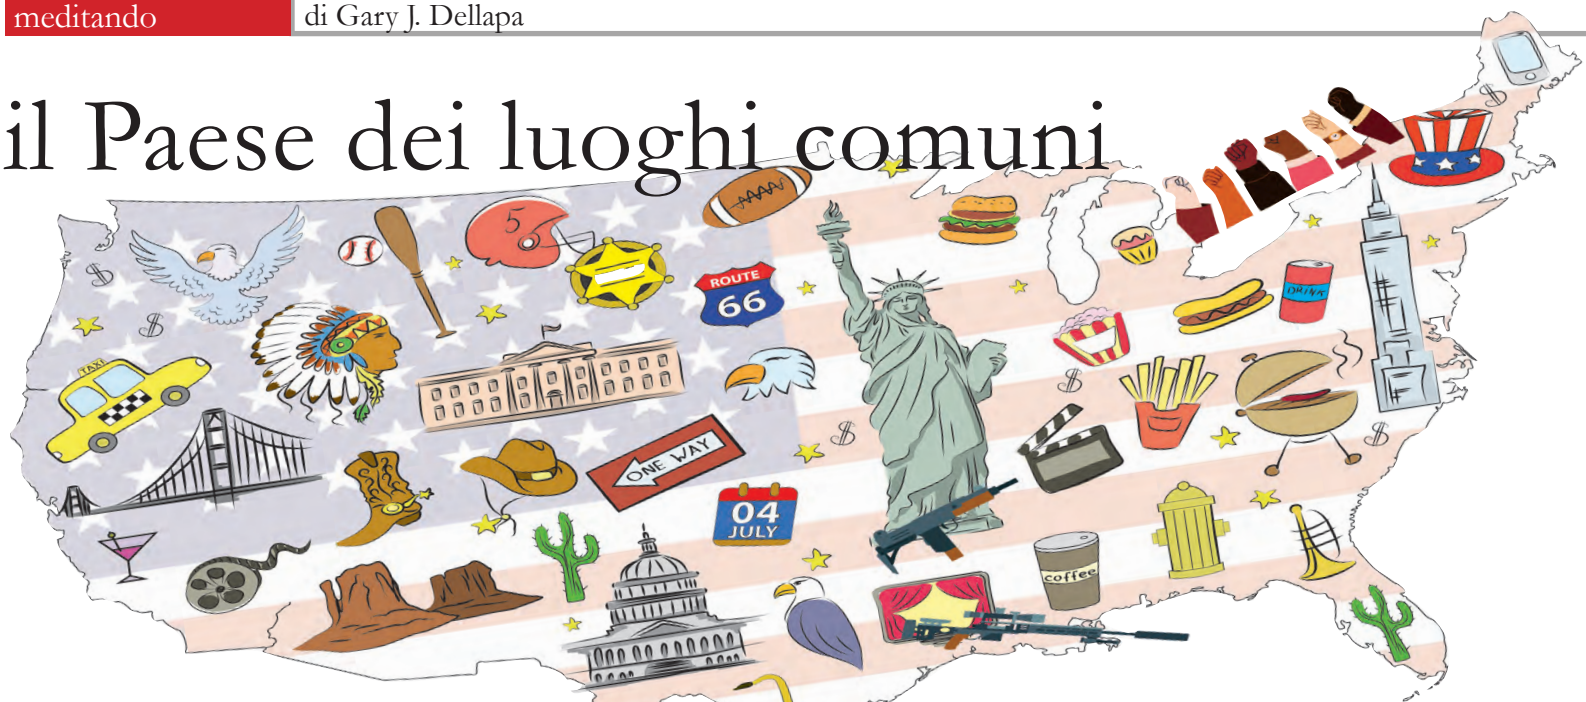 meditando
di Gary J. Dellapa
il Paese dei luoghi comuni
ROUTE
66
DRINK
TAXI
ONE WAY
04
JULY
coffee